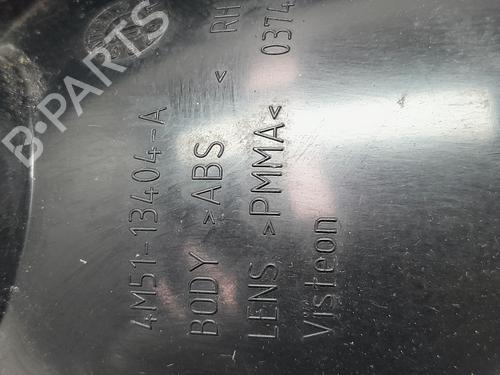 4M51-13404-A
BODY >ABS < RH
LENS >PMMA< 0374
Visteon
B-PARTS